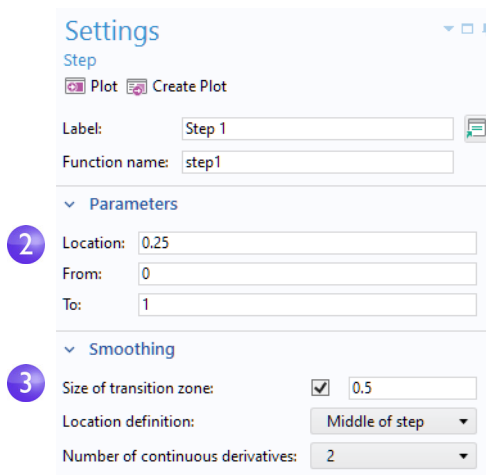 Settings
Step
Plot Create Plot
Label: Step 1
Function name: step1
Parameters
2
Location: 0.25
From: 0
To: 1
Smoothing
3
Size of transition zone: 0.5
Location definition: Middle of step
Number of continuous derivatives: 2